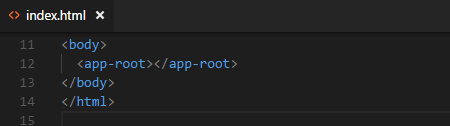 <> index.html ×
11 <body>
12 <app-root></app-root>
13 </body>
14 </html>
15